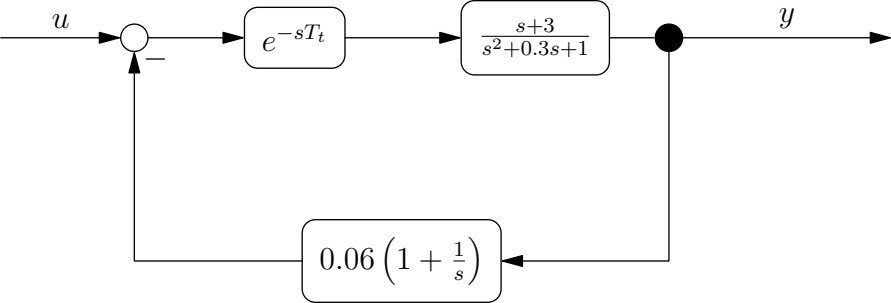 u
y
−
e^{-sT_t}
\frac{s+3}{s^2+0.3s+1}
0.06\left(1+\frac{1}{s}\right)